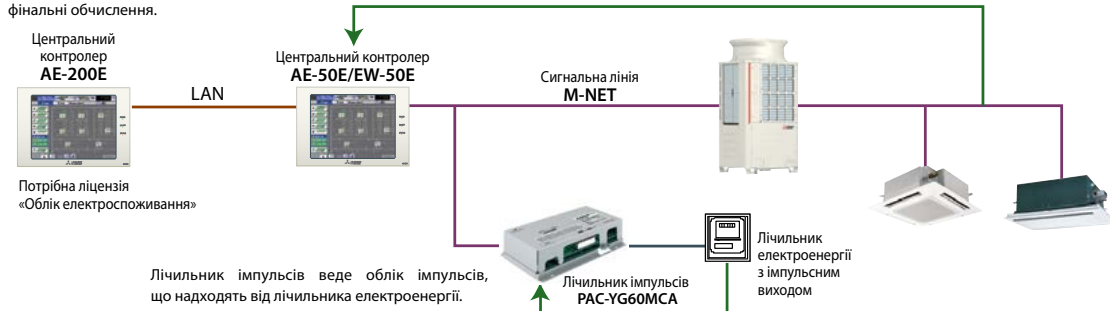 фінальні обчислення.
Центральний
контролер
AE-200E
LAN
Центральний контролер
AE-50E/EW-50E
Сигнальна лінія
M-NET
Потрібна ліцензія
«Облік електроспоживання»
Лічильник імпульсів веде облік імпульсів,
що надходять від лічильника електроенергії.
Лічильник імпульсів
PAC-YG60MCA
Лічильник
електроенергії
з імпульсним
виходом